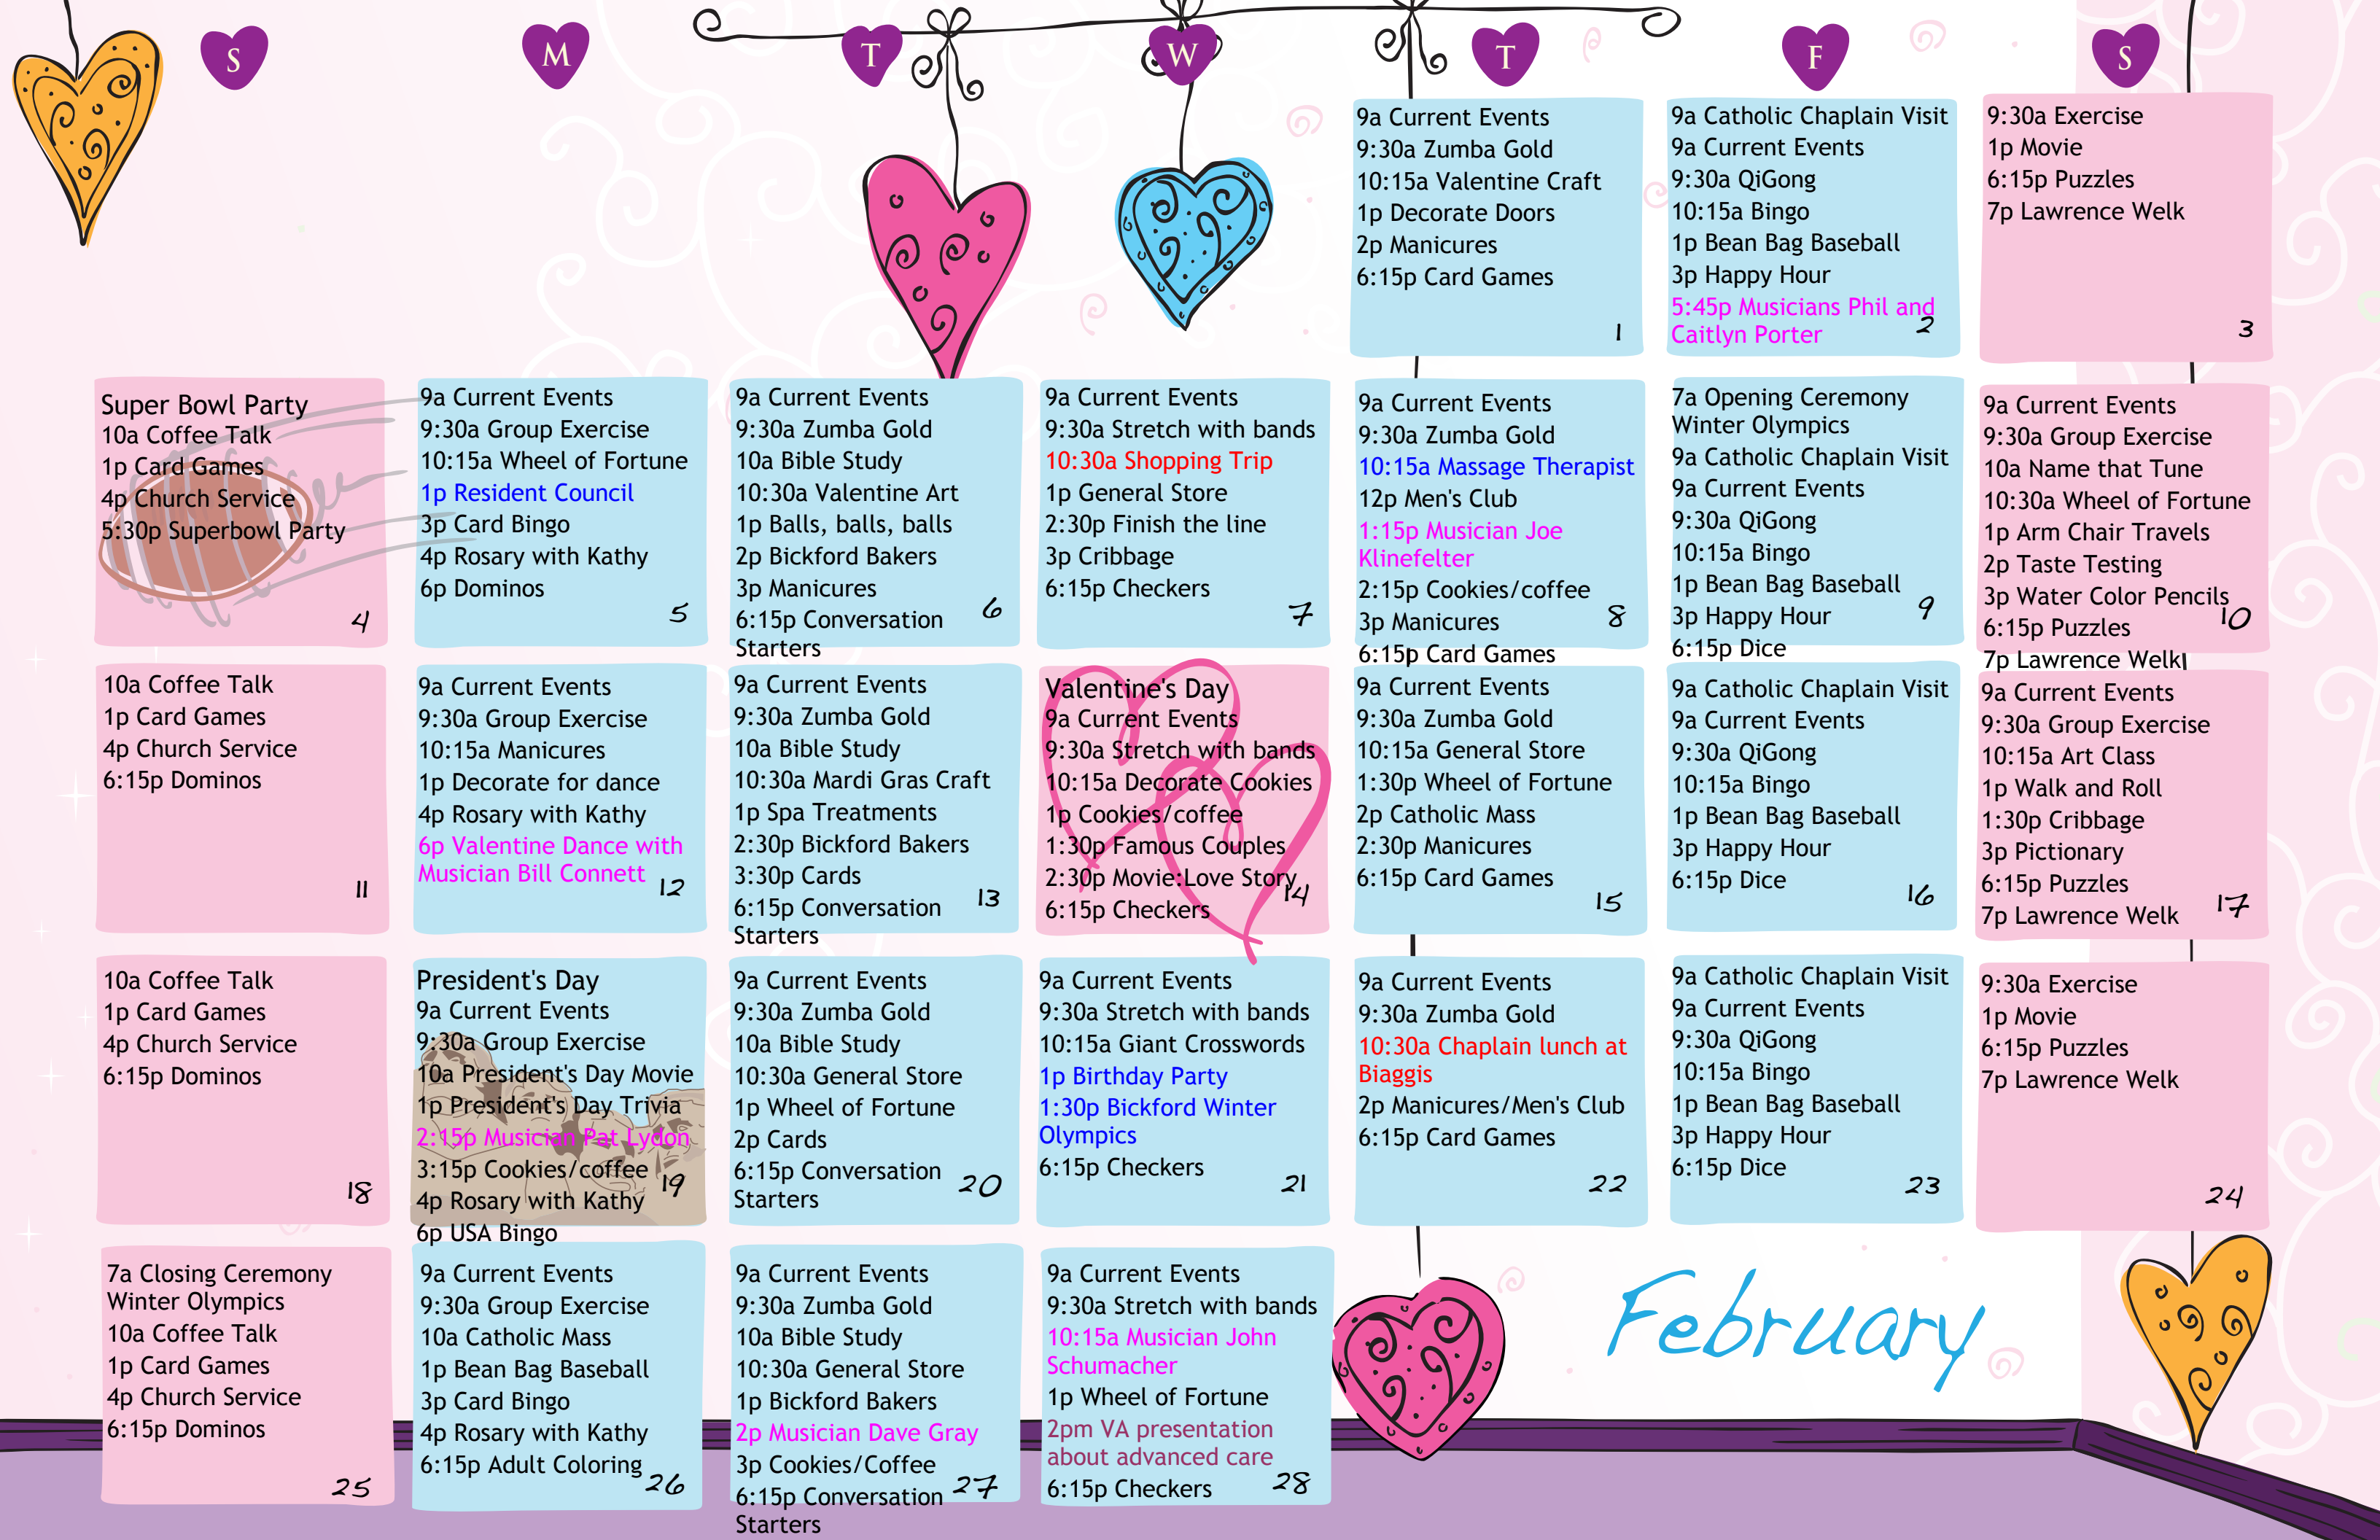 S
M
T
W
T
F
S
9a Current Events
9:30a Zumba Gold
10:15a Valentine Craft
1p Decorate Doors
2p Manicures
6:15p Card Games
1
9a Catholic Chaplain Visit
9a Current Events
9:30a QiGong
10:15a Bingo
1p Bean Bag Baseball
3p Happy Hour
5:45p Musicians Phil and
Caitlyn Porter
2
9:30a Exercise
1p Movie
6:15p Puzzles
7p Lawrence Welk
3
Super Bowl Party
10a Coffee Talk
1p Card Games
4p Church Service
5:30p Superbowl Party
4
9a Current Events
9:30a Group Exercise
10:15a Wheel of Fortune
1p Resident Council
3p Card Bingo
4p Rosary with Kathy
6p Dominos
5
9a Current Events
9:30a Zumba Gold
10a Bible Study
10:30a Valentine Art
1p Balls, balls, balls
2p Bickford Bakers
3p Manicures
6:15p Conversation
Starters
6
9a Current Events
9:30a Stretch with bands
10:30a Shopping Trip
1p General Store
2:30p Finish the line
3p Cribbage
6:15p Checkers
7
9a Current Events
9:30a Zumba Gold
10:15a Massage Therapist
12p Men's Club
1:15p Musician Joe
Klinefelter
2:15p Cookies/coffee
3p Manicures
6:15p Card Games
8
7a Opening Ceremony
Winter Olympics
9a Catholic Chaplain Visit
9a Current Events
9:30a QiGong
10:15a Bingo
1p Bean Bag Baseball
3p Happy Hour
6:15p Dice
9
9a Current Events
9:30a Group Exercise
10a Name that Tune
10:30a Wheel of Fortune
1p Arm Chair Travels
2p Taste Testing
3p Water Color Pencils
6:15p Puzzles
7p Lawrence Welk
10
10a Coffee Talk
1p Card Games
4p Church Service
6:15p Dominos
11
9a Current Events
9:30a Group Exercise
10:15a Manicures
1p Decorate for dance
4p Rosary with Kathy
6p Valentine Dance with
Musician Bill Connett
12
9a Current Events
9:30a Zumba Gold
10a Bible Study
10:30a Mardi Gras Craft
1p Spa Treatments
2:30p Bickford Bakers
3:30p Cards
6:15p Conversation
Starters
13
Valentine's Day
9a Current Events
9:30a Stretch with bands
10:15a Decorate Cookies
1p Cookies/coffee
1:30p Famous Couples
2:30p Movie:Love Story
6:15p Checkers
14
9a Current Events
9:30a Zumba Gold
10:15a General Store
1:30p Wheel of Fortune
2p Catholic Mass
2:30p Manicures
6:15p Card Games
15
9a Catholic Chaplain Visit
9a Current Events
9:30a QiGong
10:15a Bingo
1p Bean Bag Baseball
3p Happy Hour
6:15p Dice
16
9a Current Events
9:30a Group Exercise
10:15a Art Class
1p Walk and Roll
1:30p Cribbage
3p Pictionary
6:15p Puzzles
7p Lawrence Welk
17
10a Coffee Talk
1p Card Games
4p Church Service
6:15p Dominos
18
President's Day
9a Current Events
9:30a Group Exercise
10a President's Day Movie
1p President's Day Trivia
2:15p Musician Pat Lydon
3:15p Cookies/coffee
4p Rosary with Kathy
6p USA Bingo
19
9a Current Events
9:30a Zumba Gold
10a Bible Study
10:30a General Store
1p Wheel of Fortune
2p Cards
6:15p Conversation
Starters
20
9a Current Events
9:30a Stretch with bands
10:15a Giant Crosswords
1p Birthday Party
1:30p Bickford Winter
Olympics
6:15p Checkers
21
9a Current Events
9:30a Zumba Gold
10:30a Chaplain lunch at
Biaggis
2p Manicures/Men's Club
6:15p Card Games
22
9a Catholic Chaplain Visit
9a Current Events
9:30a QiGong
10:15a Bingo
1p Bean Bag Baseball
3p Happy Hour
6:15p Dice
23
9:30a Exercise
1p Movie
6:15p Puzzles
7p Lawrence Welk
24
7a Closing Ceremony
Winter Olympics
10a Coffee Talk
1p Card Games
4p Church Service
6:15p Dominos
25
9a Current Events
9:30a Group Exercise
10a Catholic Mass
1p Bean Bag Baseball
3p Card Bingo
4p Rosary with Kathy
6:15p Adult Coloring
26
9a Current Events
9:30a Zumba Gold
10a Bible Study
10:30a General Store
1p Bickford Bakers
2p Musician Dave Gray
3p Cookies/Coffee
6:15p Conversation
Starters
27
9a Current Events
9:30a Stretch with bands
10:15a Musician John
Schumacher
1p Wheel of Fortune
2pm VA presentation
about advanced care
6:15p Checkers
28
February